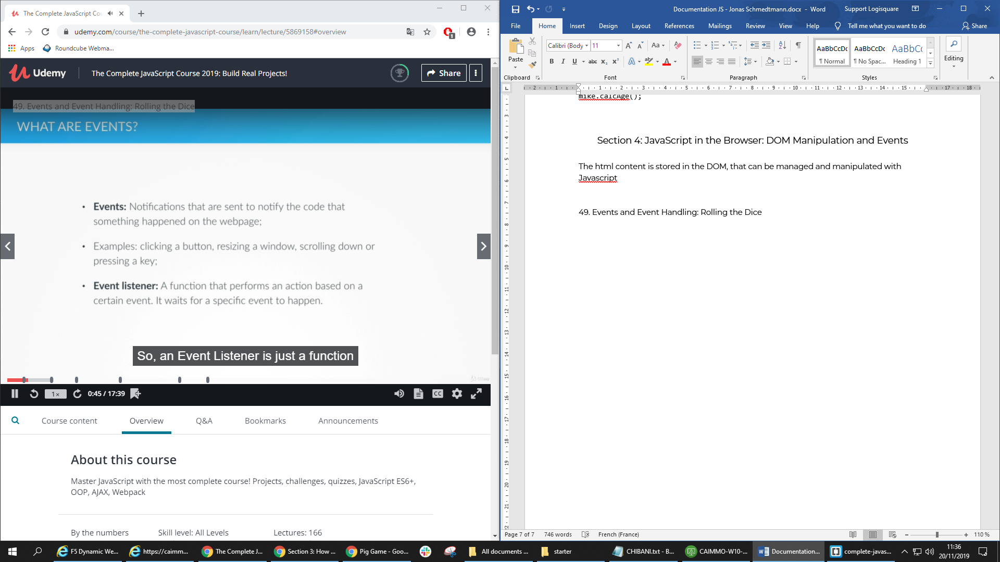 The Complete JavaScript Cou
udemy.com/course/the-complete-javascript-course/learn/lecture/5869158#overview
1
Apps
Roundcube Webma...
Udemy
The Complete JavaScript Course 2019: Build Real Projects!
Share
49. Events and Event Handling: Rolling the Dice
WHAT ARE EVENTS?
• Events: Notifications that are sent to notify the code that
something happened on the webpage;
• Examples: clicking a button, resizing a window, scrolling down or
pressing a key;
• Event listener: A function that performs an action based on a
certain event. It waits for a specific event to happen.
So, an Event Listener is just a function
1x
0:45 / 17:39
CC
Course content
Overview
Q&A
Bookmarks
Announcements
About this course
Master JavaScript with the most complete course! Projects, challenges, quizzes, JavaScript ES6+,
OOP, AJAX, Webpack
By the numbers
Skill level: All Levels
Lectures: 166
Documentation JS - Jonas Schmedtmann.docx - Word
Support Logisquare
File
Home
Insert
Design
Layout
References
Mailings
Review
View
Help
Tell me what you want to do
Share
Paste
Clipboard
Calibri (Body
11
Aa
B I U abc x₂ x²
Font
Paragraph
AaBbCcDc
¶ Normal
AaBbCcDc
¶ No Spac...
AaBbCc
Heading 1
Styles
Editing
mike.calcAge();
Section 4: JavaScript in the Browser: DOM Manipulation and Events
The html content is stored in the DOM, that can be managed and manipulated with
Javascript
49. Events and Event Handling: Rolling the Dice
Page 7 of 7
746 words
French (France)
110 %
F5 Dynamic We...
https://caimm...
The Complete J...
Section 3: How ...
Pig Game - Goo...
All documents ...
starter
CHIBANI.txt - B...
CAIMMO-W10-...
Documentation...
complete-javas...
11:36
20/11/2019